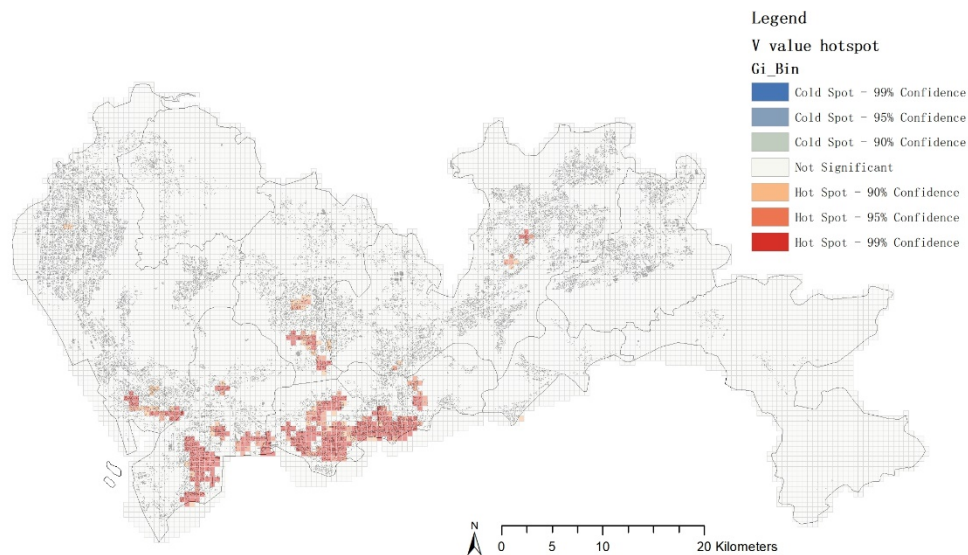 Legend
V value hotspot
Gi_Bin
Cold Spot - 99% Confidence
Cold Spot - 95% Confidence
Cold Spot - 90% Confidence
Not Significant
Hot Spot - 90% Confidence
Hot Spot - 95% Confidence
Hot Spot - 99% Confidence
N
0 5 10 20 Kilometers